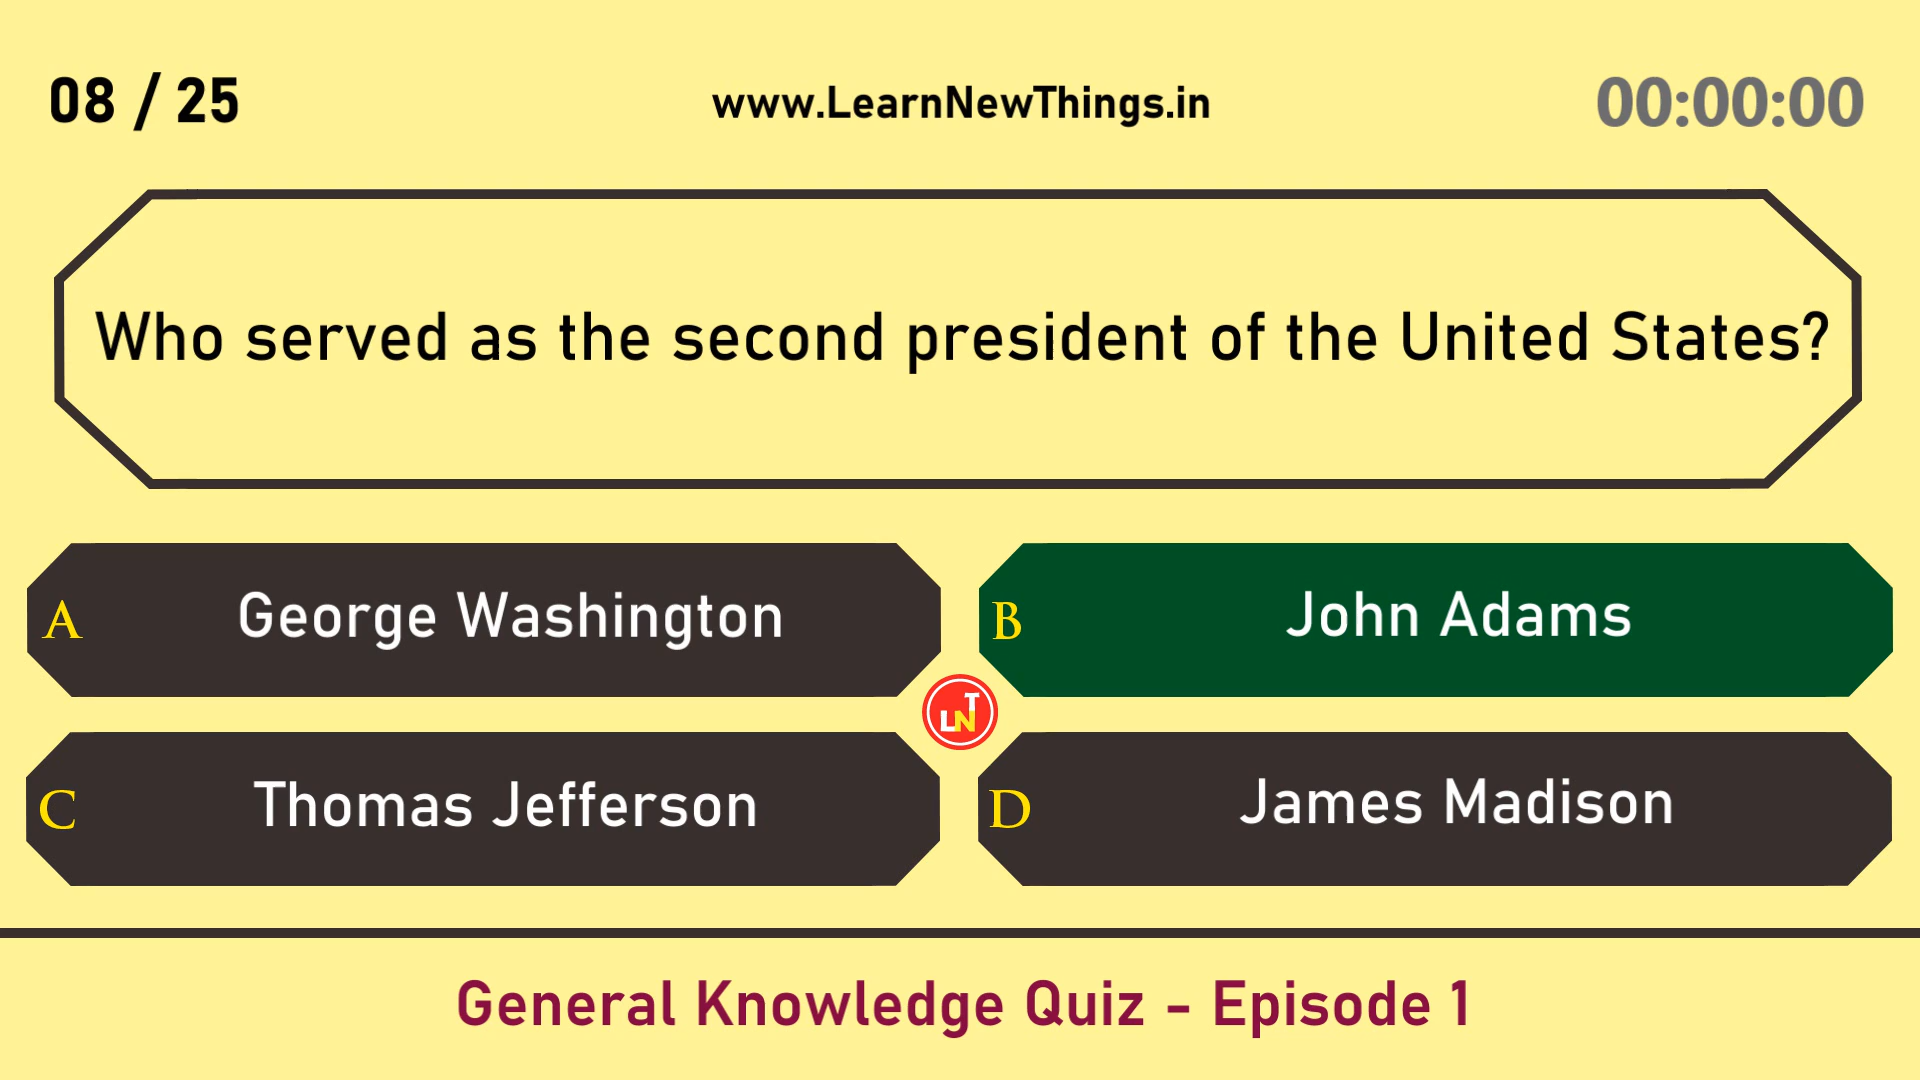 08 / 25
www.LearnNewThings.in
00:00:00
Who served as the second president of the United States?
A George Washington
B John Adams
LNT
C Thomas Jefferson
D James Madison
General Knowledge Quiz - Episode 1